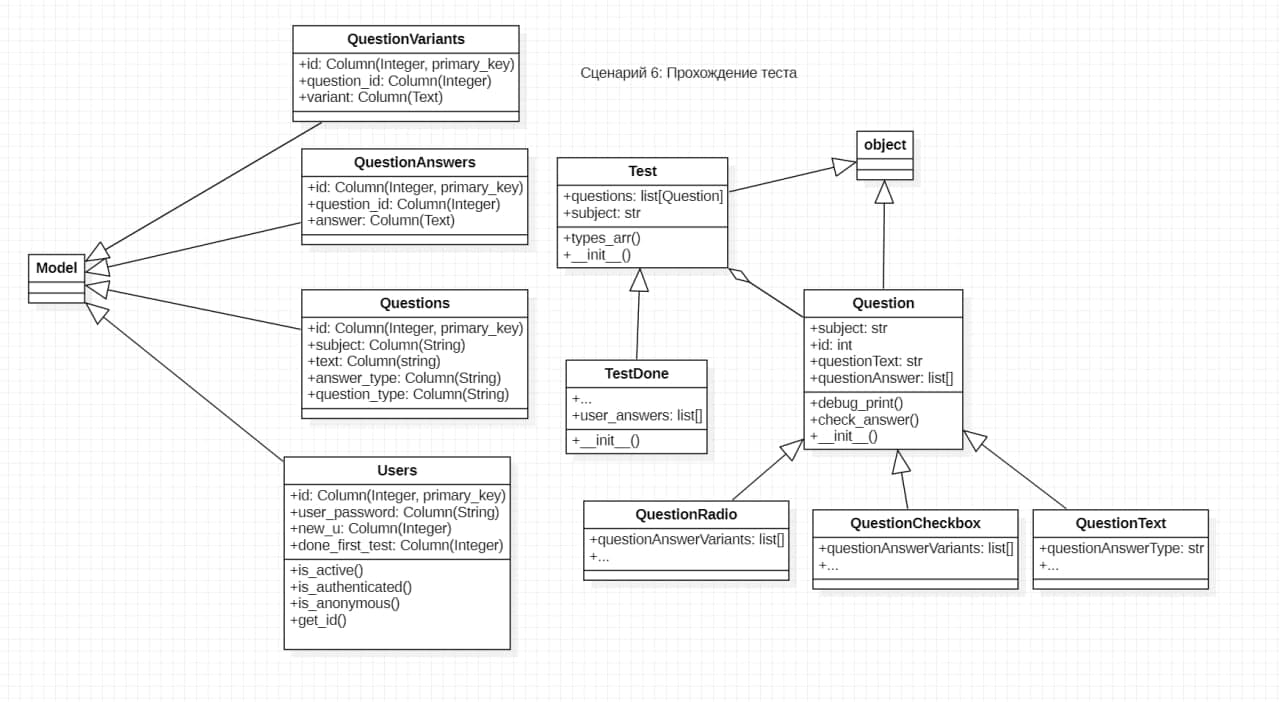 QuestionVariants
+id: Column(Integer, primary_key)
+question_id: Column(Integer)
+variant: Column(Text)
Сценарий 6: Прохождение теста
QuestionAnswers
+id: Column(Integer, primary_key)
+question_id: Column(Integer)
+answer: Column(Text)
Model
Questions
+id: Column(Integer, primary_key)
+subject: Column(String)
+text: Column(string)
+answer_type: Column(String)
+question_type: Column(String)
Users
+id: Column(Integer, primary_key)
+user_password: Column(String)
+new_u: Column(Integer)
+done_first_test: Column(Integer)
+is_active()
+is_authenticated()
+is_anonymous()
+get_id()
object
Test
+questions: list[Question]
+subject: str
+types_arr()
+__init__()
TestDone
+...
+user_answers: list[]
+__init__()
Question
+subject: str
+id: int
+questionText: str
+questionAnswer: list[]
+debug_print()
+check_answer()
+__init__()
QuestionRadio
+questionAnswerVariants: list[]
+...
QuestionCheckbox
+questionAnswerVariants: list[]
+...
QuestionText
+questionAnswerType: str
+...